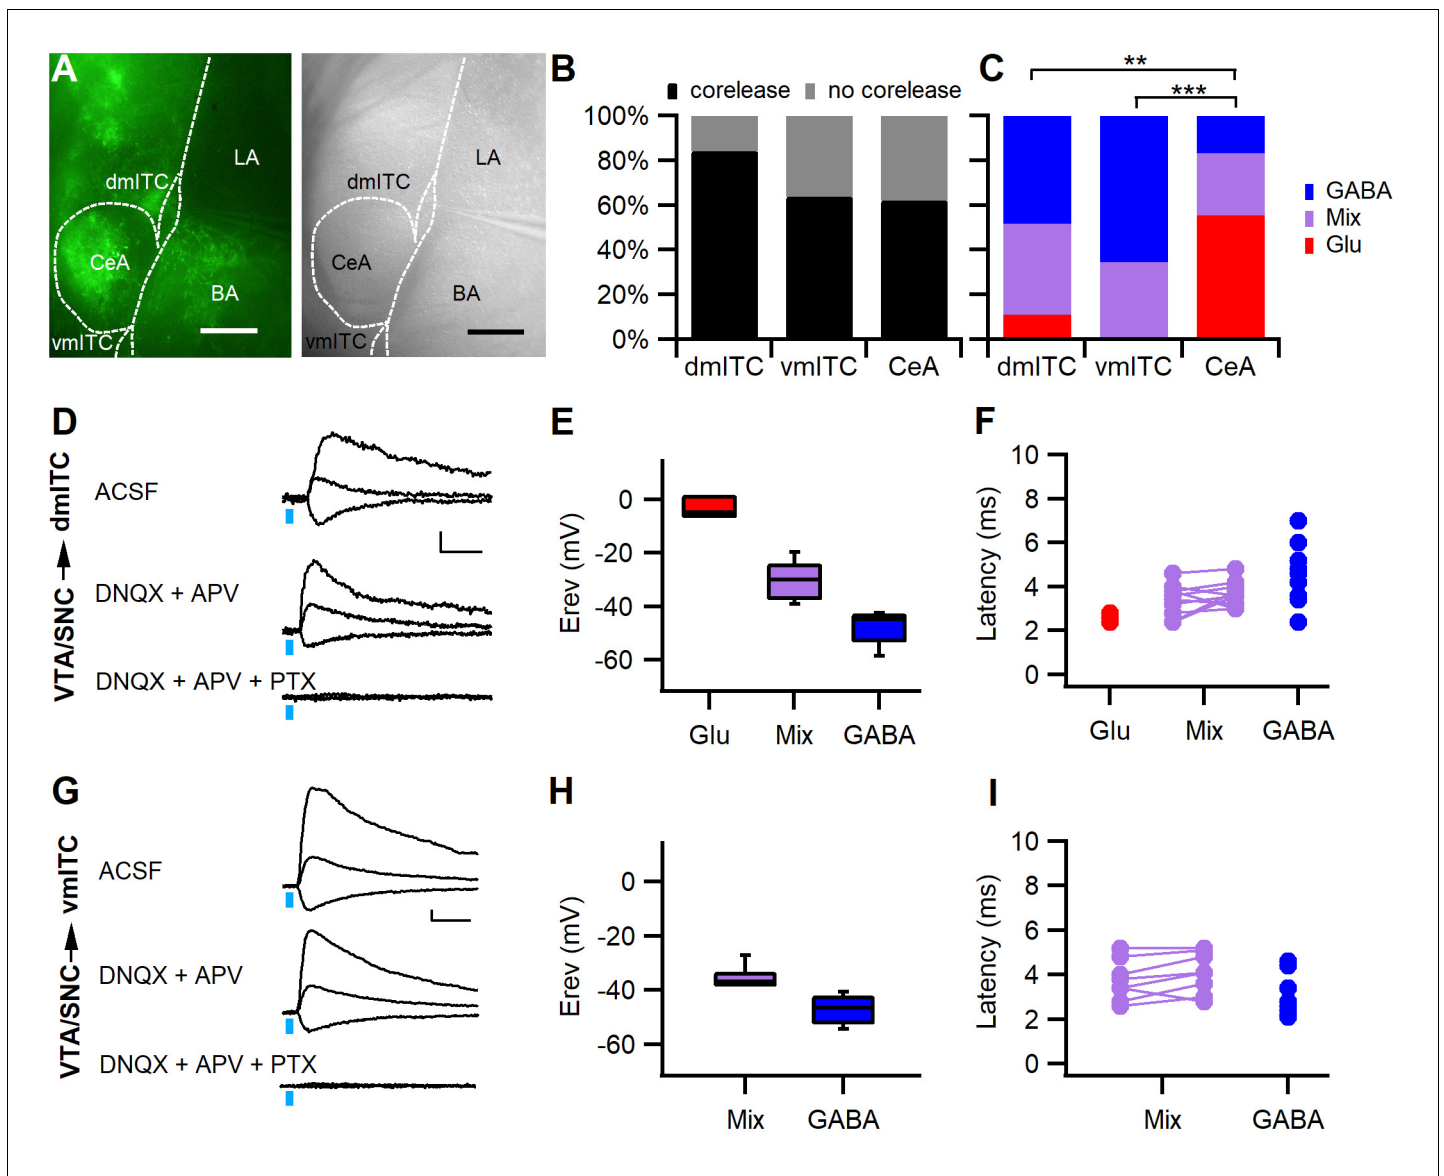 A
LA
dmITC
CeA
BA
vmITC
LA
dmITC
CeA
BA
vmITC
B
corelease
no corelease
100%
80%
60%
40%
20%
0%
dmITC
vmITC
CeA
C
**
***
GABA
Mix
Glu
dmITC
vmITC
CeA
D
VTA/SNC
dmITC
ACSF
DNQX + APV
DNQX + APV + PTX
E
Erev (mV)
0
-20
-40
-60
Glu
Mix
GABA
F
Latency (ms)
10
8
6
4
2
0
Glu
Mix
GABA
G
VTA/SNC
vmITC
ACSF
DNQX + APV
DNQX + APV + PTX
H
Erev (mV)
0
-20
-40
-60
Mix
GABA
I
Latency (ms)
10
8
6
4
2
0
Mix
GABA